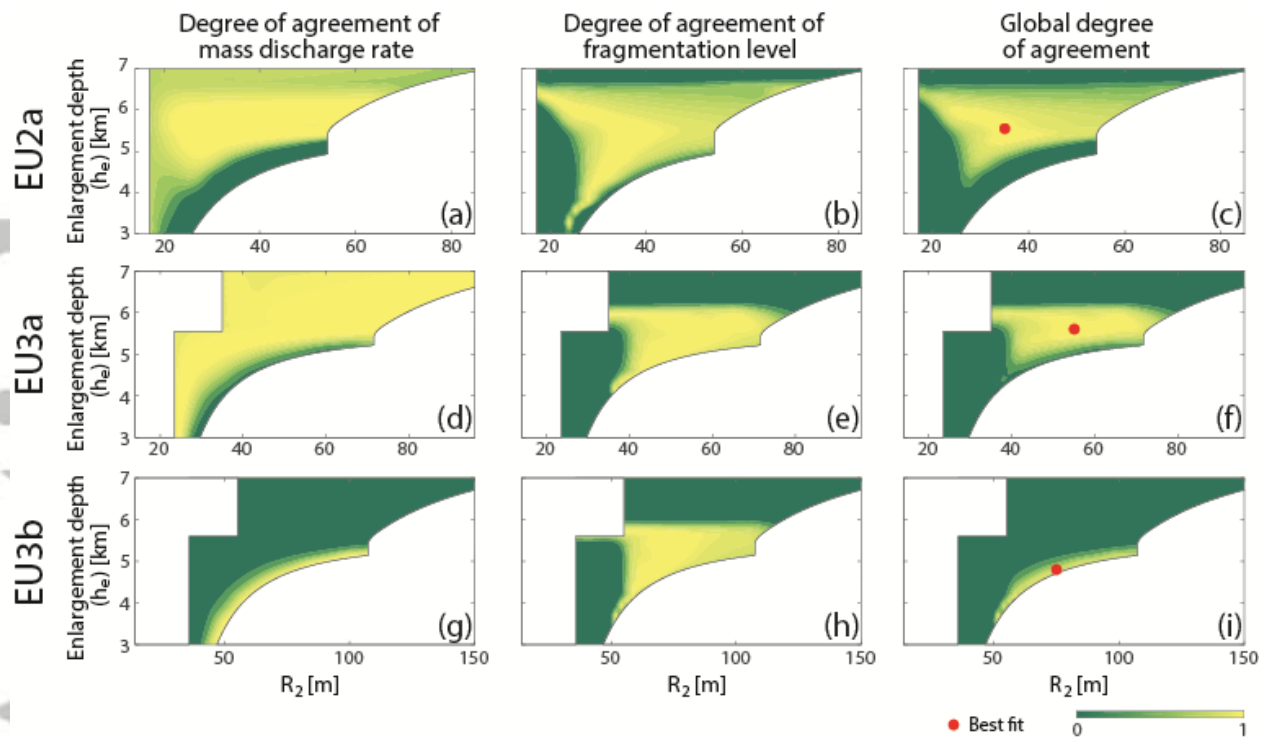 Degree of agreement of
mass discharge rate
Degree of agreement of
fragmentation level
Global degree
of agreement
EU2a
Enlargement depth
(hₑ) [km]
7
6
5
4
3
(a)
20
40
60
80
(b)
20
40
60
80
(c)
20
40
60
80
EU3a
Enlargement depth
(hₑ) [km]
7
6
5
4
3
(d)
20
40
60
80
(e)
20
40
60
80
(f)
20
40
60
80
EU3b
Enlargement depth
(hₑ) [km]
7
6
5
4
3
(g)
50
100
150
R₂ [m]
(h)
50
100
150
R₂ [m]
(i)
50
100
150
R₂ [m]
Best fit
0
1